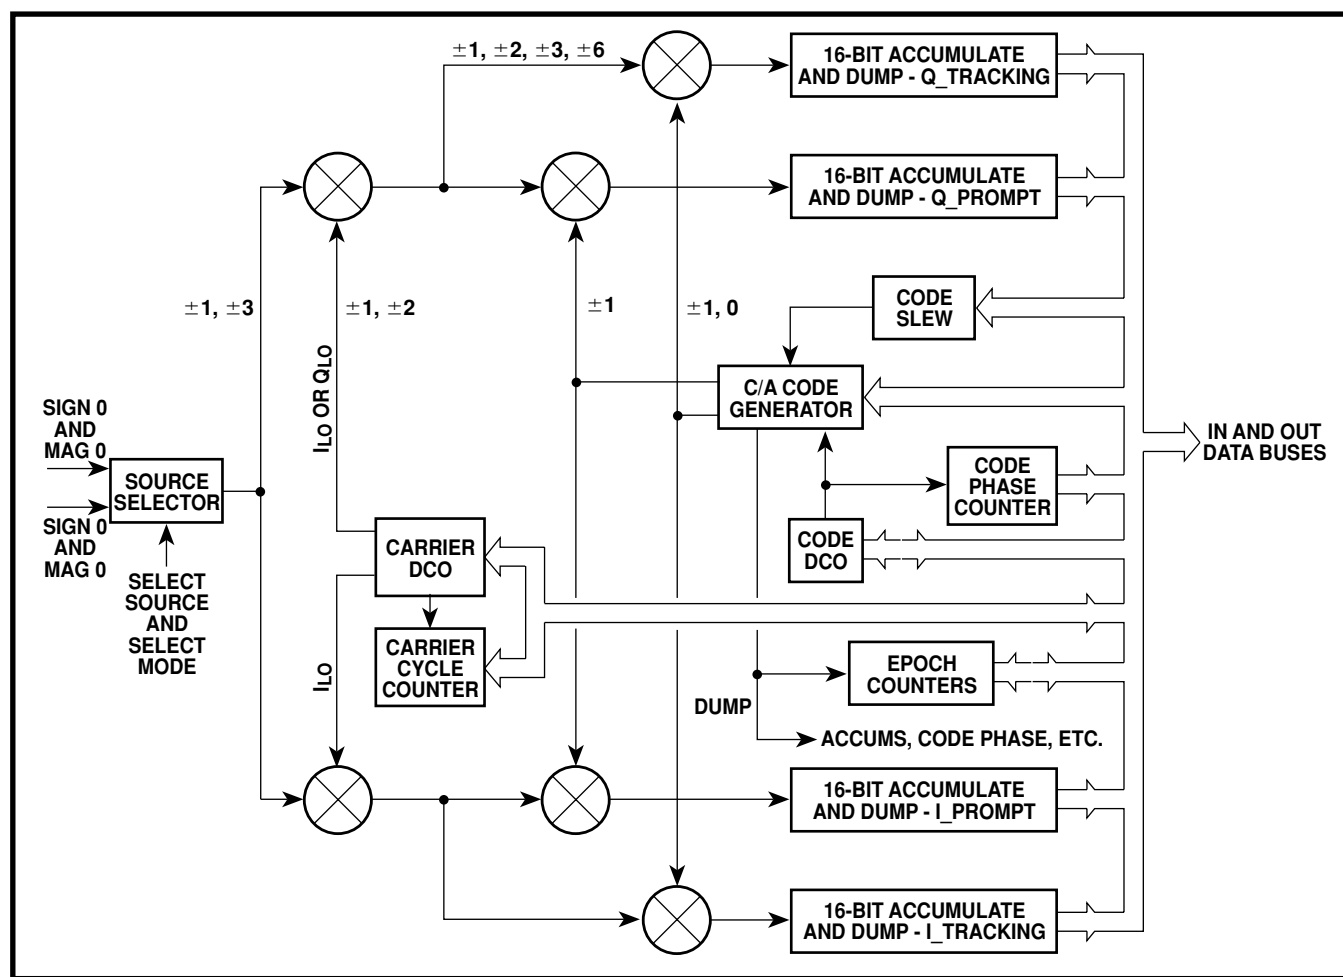 ±1, ±2, ±3, ±6
16-BIT ACCUMULATE
AND DUMP - Q_TRACKING
16-BIT ACCUMULATE
AND DUMP - Q_PROMPT
±1, ±3
±1, ±2
±1
±1, 0
CODE
SLEW
ILO OR QLO
C/A CODE
GENERATOR
SIGN 0
AND
MAG 0
SOURCE
SELECTOR
SIGN 0
AND
MAG 0
SELECT
SOURCE
AND
SELECT
MODE
IN AND OUT
DATA BUSES
CODE
PHASE
COUNTER
CODE
DCO
CARRIER
DCO
CARRIER
CYCLE
COUNTER
ILO
EPOCH
COUNTERS
DUMP
ACCUMS, CODE PHASE, ETC.
16-BIT ACCUMULATE
AND DUMP - I_PROMPT
16-BIT ACCUMULATE
AND DUMP - I_TRACKING